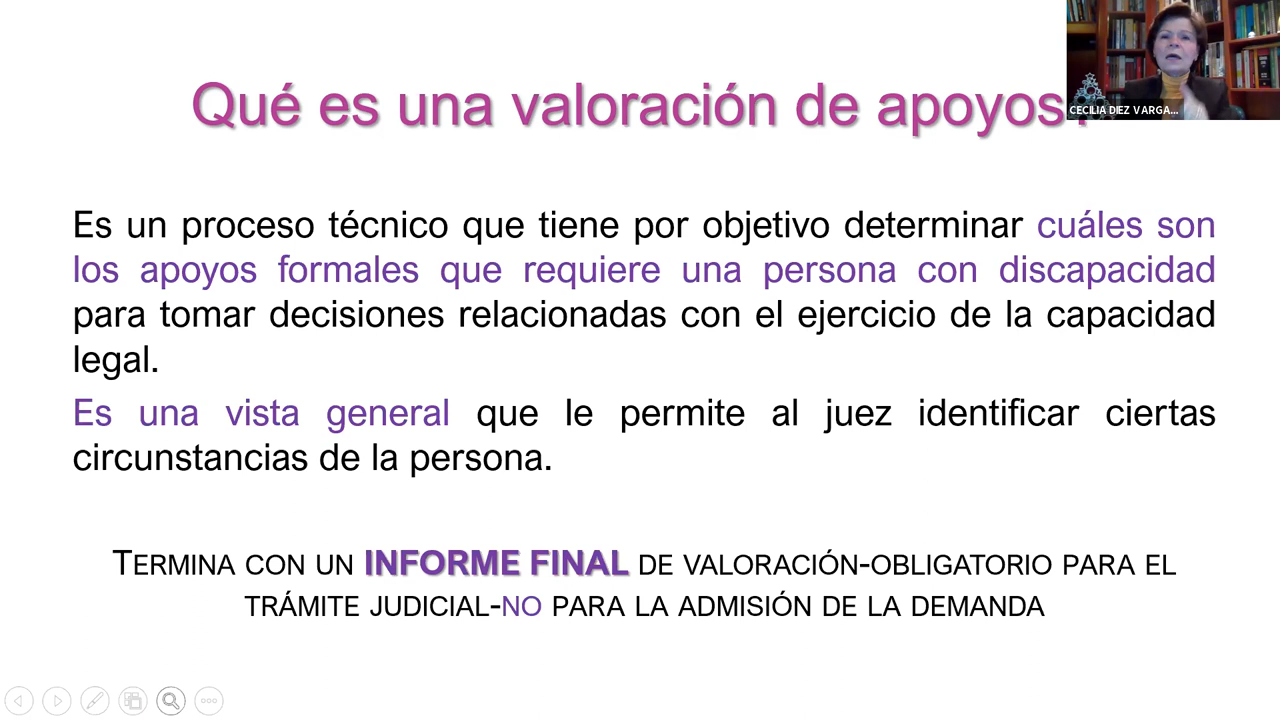 Qué es una valoración de apoyos?
CECILIA DIEZ VARGA...
Es un proceso técnico que tiene por objetivo determinar cuáles son
los apoyos formales que requiere una persona con discapacidad
para tomar decisiones relacionadas con el ejercicio de la capacidad
legal.
Es una vista general que le permite al juez identificar ciertas
circunstancias de la persona.
TERMINA CON UN INFORME FINAL DE VALORACIÓN-OBLIGATORIO PARA EL
TRÁMITE JUDICIAL-NO PARA LA ADMISIÓN DE LA DEMANDA